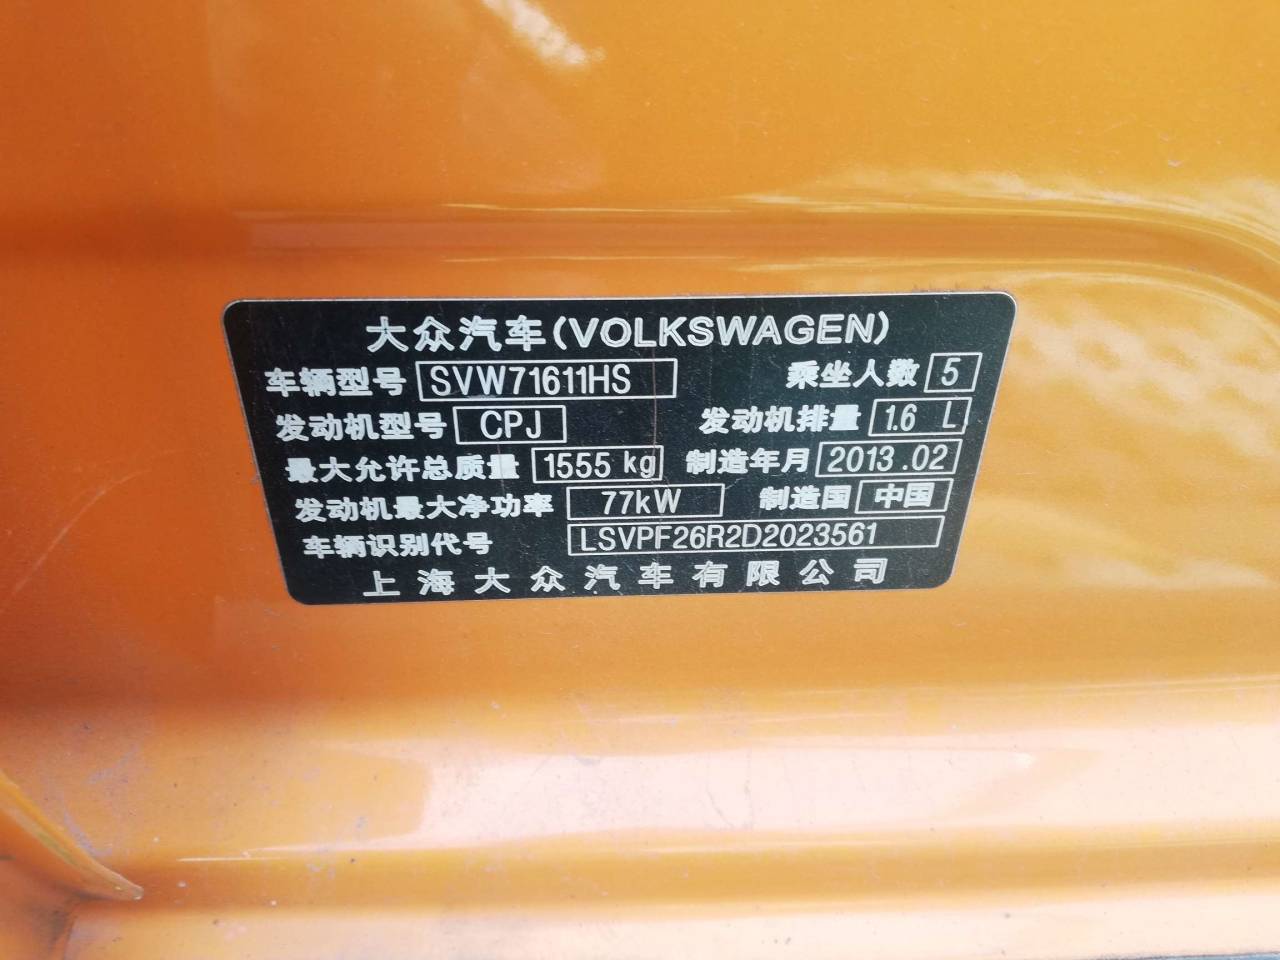 大众汽车(VOLKSWAGEN)
车辆型号 SVW71611HS 乘坐人数 5
发动机型号 CPJ 发动机排量 1.6 L
最大允许总质量 1555 kg 制造年月 2013.02
发动机最大净功率 77kW 制造国 中国
车辆识别代号 LSVPF26R2D2023561
上海大众汽车有限公司